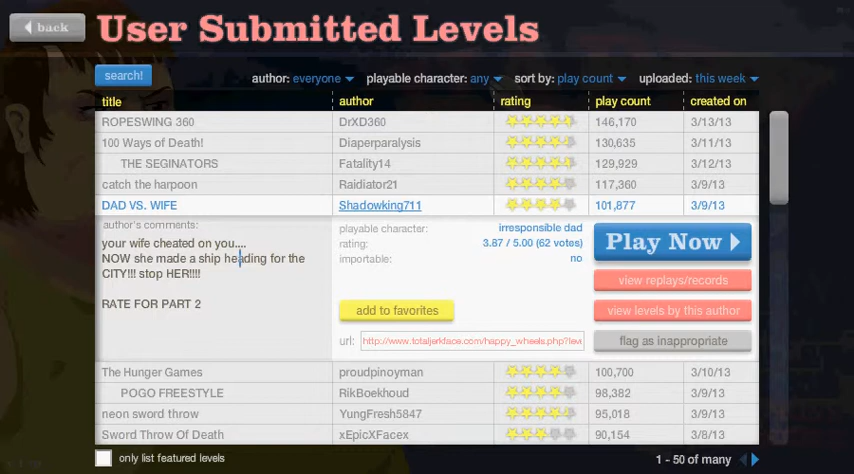 back
User Submitted Levels
search!
author: everyone
playable character: any
sort by: play count
uploaded: this week
title author rating play count created on
ROPESWING 360 DrXD360 146,170 3/13/13
100 Ways of Death! Diaperparalysis 130,635 3/11/13
THE SEGINATORS Fatality14 129,929 3/12/13
catch the harpoon Raidiator21 117,360 3/9/13
DAD VS. WIFE Shadowking711 101,877 3/9/13
author's comments:
your wife cheated on you....
NOW she made a ship heading for the
CITY!!! stop HER!!!!
RATE FOR PART 2
playable character: irresponsible dad
rating: 3.87 / 5.00 (62 votes)
importable: no
add to favorites
url: http://www.totaljerkface.com/happy_wheels.php?leve
Play Now
view replays/records
view levels by this author
flag as inappropriate
The Hunger Games proudpinoyman 100,700 3/10/13
POGO FREESTYLE RikBoekhoud 98,382 3/9/13
neon sword throw YungFresh5847 95,018 3/9/13
Sword Throw Of Death xEpicXFacex 90,154 3/8/13
only list featured levels
1 - 50 of many